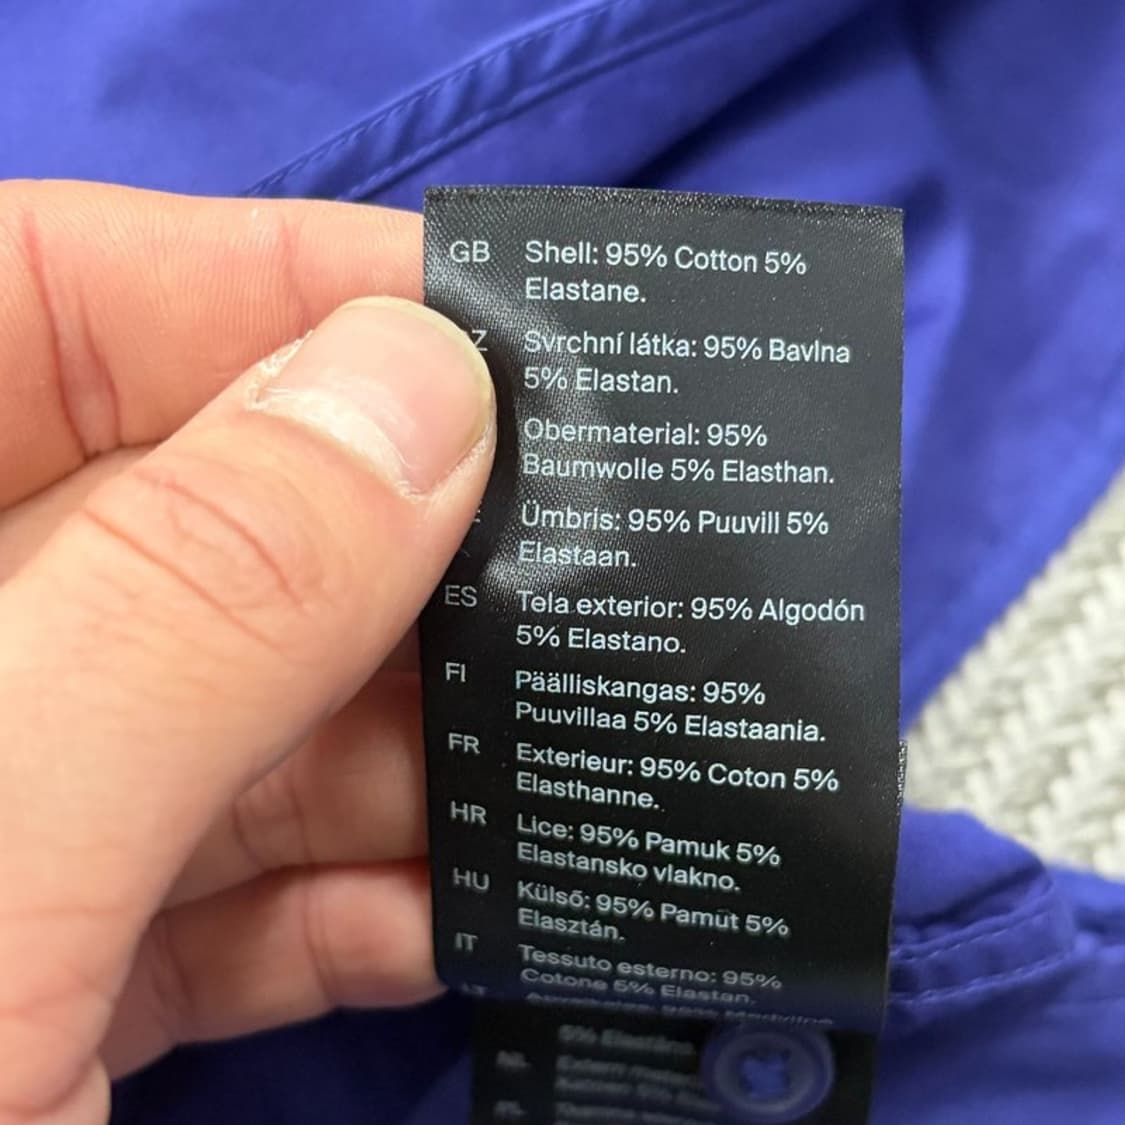 GB Shell: 95% Cotton 5%
Elastane.
Z Svrchní látka: 95% Bavlna
5% Elastan.
Obermaterial: 95%
Baumwolle 5% Elasthan.
Ümbris: 95% Puuvill 5%
Elastaan.
ES Tela exterior: 95% Algodón
5% Elastano.
FI Päälliskangas: 95%
Puuvillaa 5% Elastaania.
FR Exterieur: 95% Coton 5%
Elasthanne.
HR Lice: 95% Pamuk 5%
Elastansko vlakno.
HU Külső: 95% Pamut 5%
Elasztán.
IT Tessuto esterno: 95%
Cotone 5% Elastan.
5%
NL